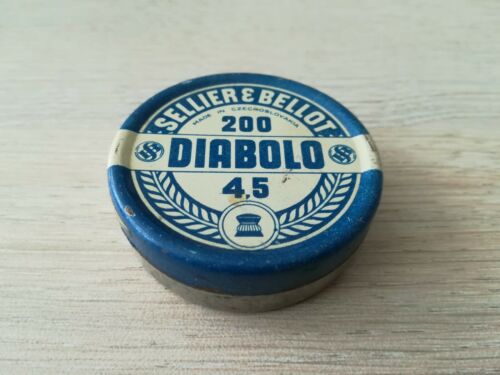 SELLIER & BELLOT
MADE IN CZECHOSLOVAKIA
200
DIABOLO
4,5